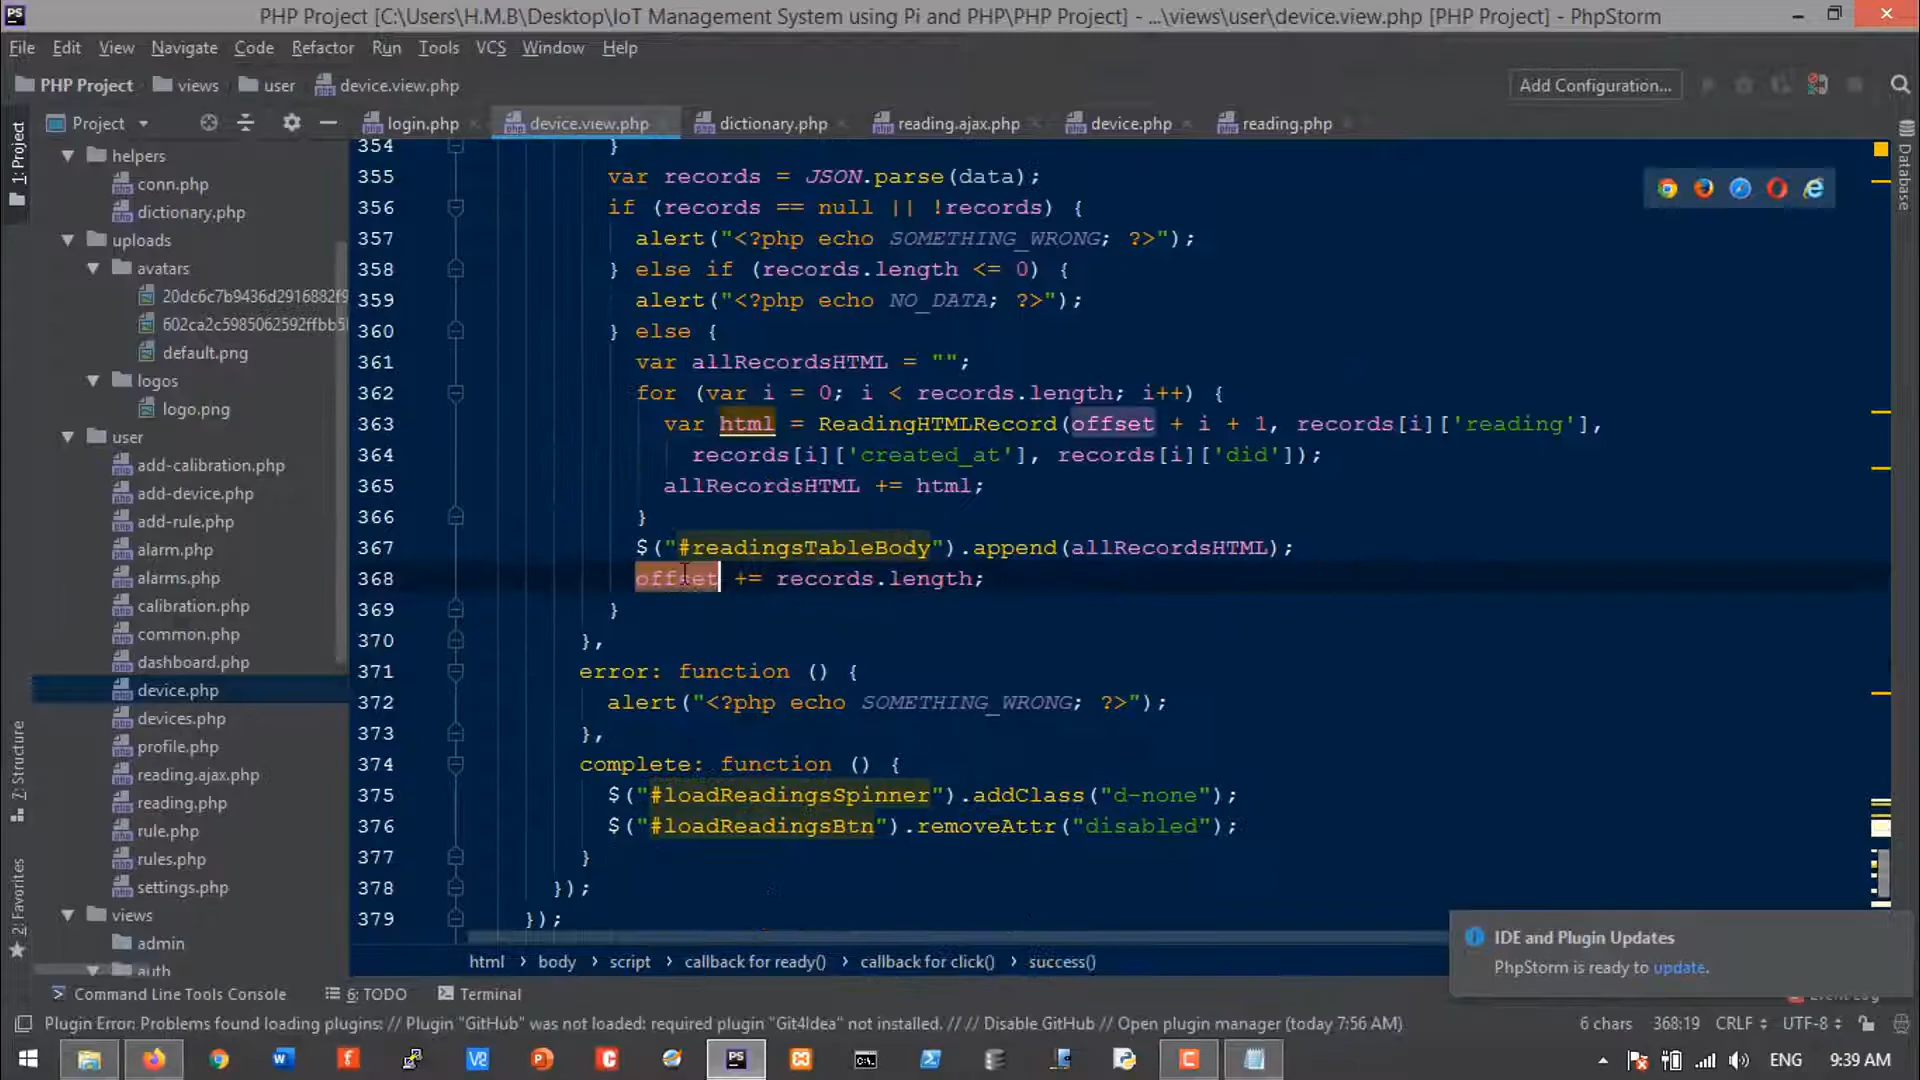 PHP Project [C:\Users\H.M.B\Desktop\IoT Management System using Pi and PHP\PHP Project] - ...\views\user\device.view.php [PHP Project] - PhpStorm
File Edit View Navigate Code Refactor Run Tools VCS Window Help
PHP Project views user device.view.php Add Configuration...
Project login.php device.view.php dictionary.php reading.ajax.php device.php reading.php
1: Project
7: Structure
2: Favorites
Database
helpers
conn.php
dictionary.php
uploads
avatars
20dc6c7b9436d2916882f9
602ca2c5985062592ffbb5
default.png
logos
logo.png
user
add-calibration.php
add-device.php
add-rule.php
alarm.php
alarms.php
calibration.php
common.php
dashboard.php
device.php
devices.php
profile.php
reading.ajax.php
reading.php
rule.php
rules.php
settings.php
views
admin
auth
354 }
355 var records = JSON.parse(data);
356 if (records == null || !records) {
357 alert("<?php echo SOMETHING_WRONG; ?>");
358 } else if (records.length <= 0) {
359 alert("<?php echo NO_DATA; ?>");
360 } else {
361 var allRecordsHTML = "";
362 for (var i = 0; i < records.length; i++) {
363 var html = ReadingHTMLRecord(offset + i + 1, records[i]['reading'],
364 records[i]['created_at'], records[i]['did']);
365 allRecordsHTML += html;
366 }
367 $("#readingsTableBody").append(allRecordsHTML);
368 offset += records.length;
369 }
370 },
371 error: function () {
372 alert("<?php echo SOMETHING_WRONG; ?>");
373 },
374 complete: function () {
375 $("#loadReadingsSpinner").addClass("d-none");
376 $("#loadReadingsBtn").removeAttr("disabled");
377 }
378 });
379 });
html › body › script › callback for ready() › callback for click() › success()
IDE and Plugin Updates
PhpStorm is ready to update.
Command Line Tools Console 6: TODO Terminal
Plugin Error: Problems found loading plugins: // Plugin "GitHub" was not loaded: required plugin "Git4Idea" not installed. // // Disable GitHub // Open plugin manager (today 7:56 AM) 6 chars 368:19 CRLF UTF-8
ENG 9:39 AM